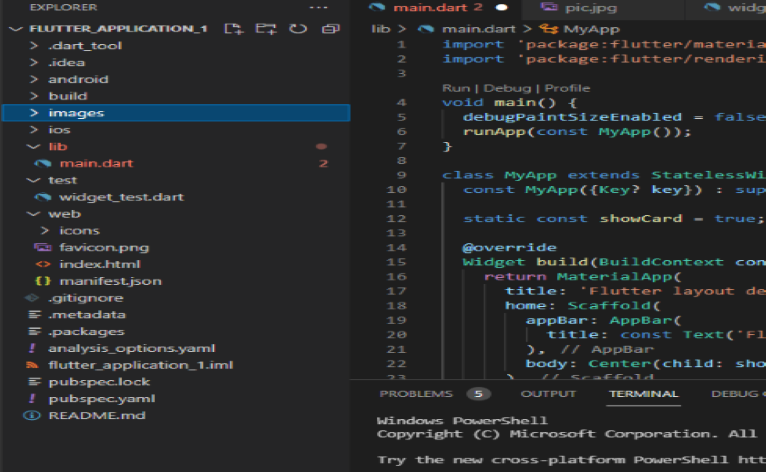 EXPLORER
FLUTTER_APPLICATION_1
.dart_tool
.idea
android
build
images
ios
lib
main.dart 2
test
widget_test.dart
web
icons
favicon.png
index.html
manifest.json
.gitignore
.metadata
.packages
analysis_options.yaml
flutter_application_1.iml
pubspec.lock
pubspec.yaml
README.md
main.dart 2 pic.jpg widg
lib > main.dart > MyApp
1 import 'package:flutter/materia
2 import 'package:flutter/renderi
3
Run | Debug | Profile
4 void main() {
5 debugPaintSizeEnabled = false
6 runApp(const MyApp());
7 }
8
9 class MyApp extends StatelessWi
10 const MyApp({Key? key}) : sup
11
12 static const showCard = true;
13
14 @override
15 Widget build(BuildContext con
16 return MaterialApp(
17 title: 'Flutter layout de
18 home: Scaffold(
19 appBar: AppBar(
20 title: const Text('Fl
21 ), // AppBar
22 body: Center(child: sho
23 ) // Scaffold
PROBLEMS 5 OUTPUT TERMINAL DEBUG
Windows PowerShell
Copyright (C) Microsoft Corporation. All
Try the new cross-platform PowerShell htt